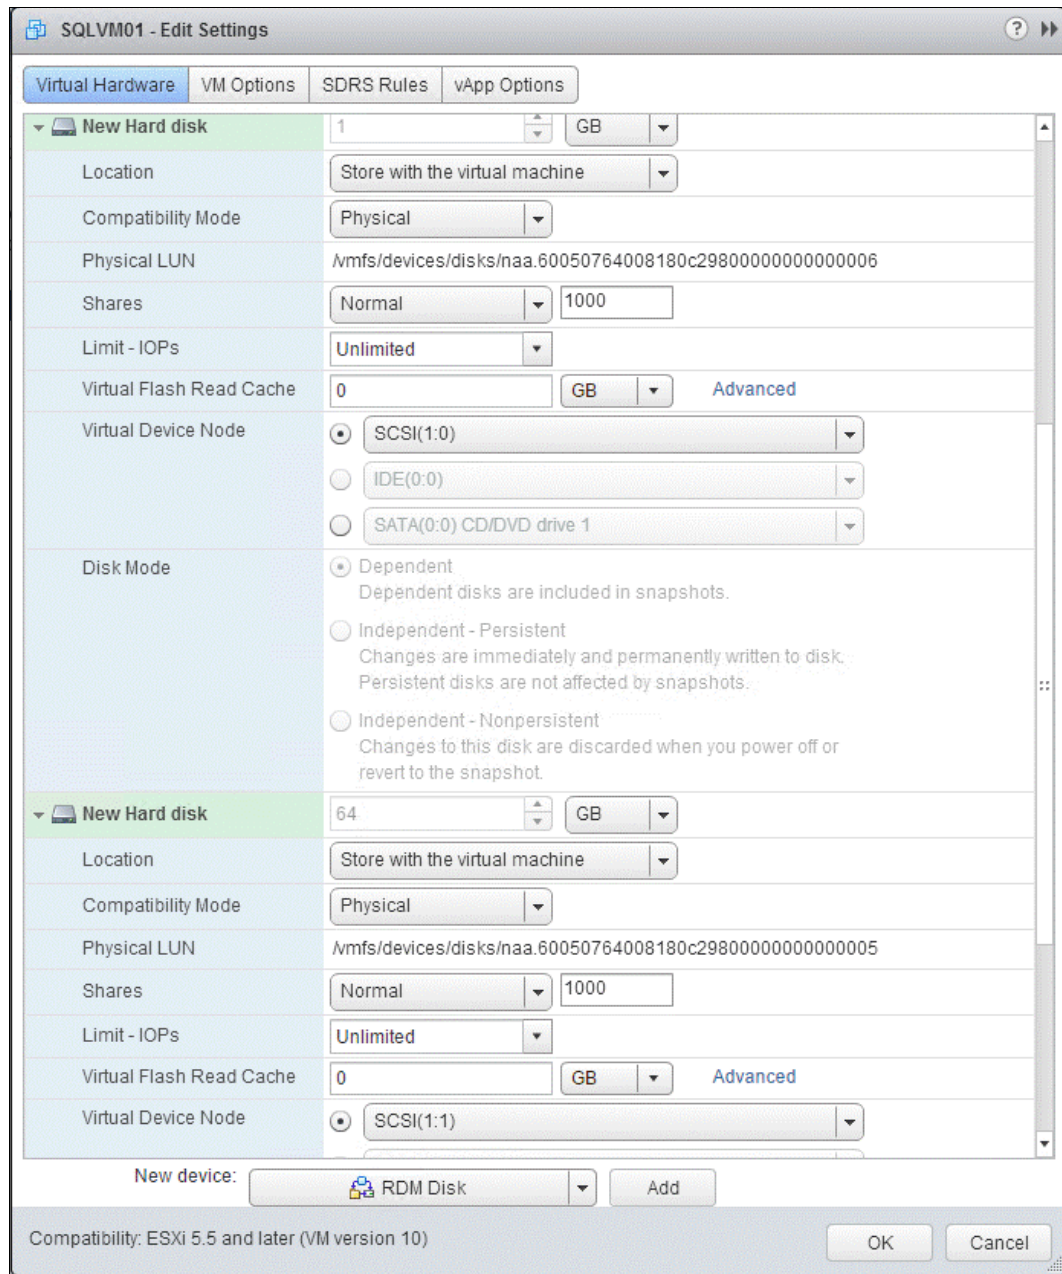 SQLVM01 - Edit Settings
?
Virtual Hardware VM Options SDRS Rules vApp Options
New Hard disk 1 GB
Location Store with the virtual machine
Compatibility Mode Physical
Physical LUN /vmfs/devices/disks/naa.60050764008180c29800000000000006
Shares Normal 1000
Limit - IOPs Unlimited
Virtual Flash Read Cache 0 GB Advanced
Virtual Device Node SCSI(1:0)
IDE(0:0)
SATA(0:0) CD/DVD drive 1
Disk Mode Dependent
Dependent disks are included in snapshots.
Independent - Persistent
Changes are immediately and permanently written to disk.
Persistent disks are not affected by snapshots.
Independent - Nonpersistent
Changes to this disk are discarded when you power off or
revert to the snapshot.
New Hard disk 64 GB
Location Store with the virtual machine
Compatibility Mode Physical
Physical LUN /vmfs/devices/disks/naa.60050764008180c29800000000000005
Shares Normal 1000
Limit - IOPs Unlimited
Virtual Flash Read Cache 0 GB Advanced
Virtual Device Node SCSI(1:1)
New device: RDM Disk Add
Compatibility: ESXi 5.5 and later (VM version 10) OK Cancel